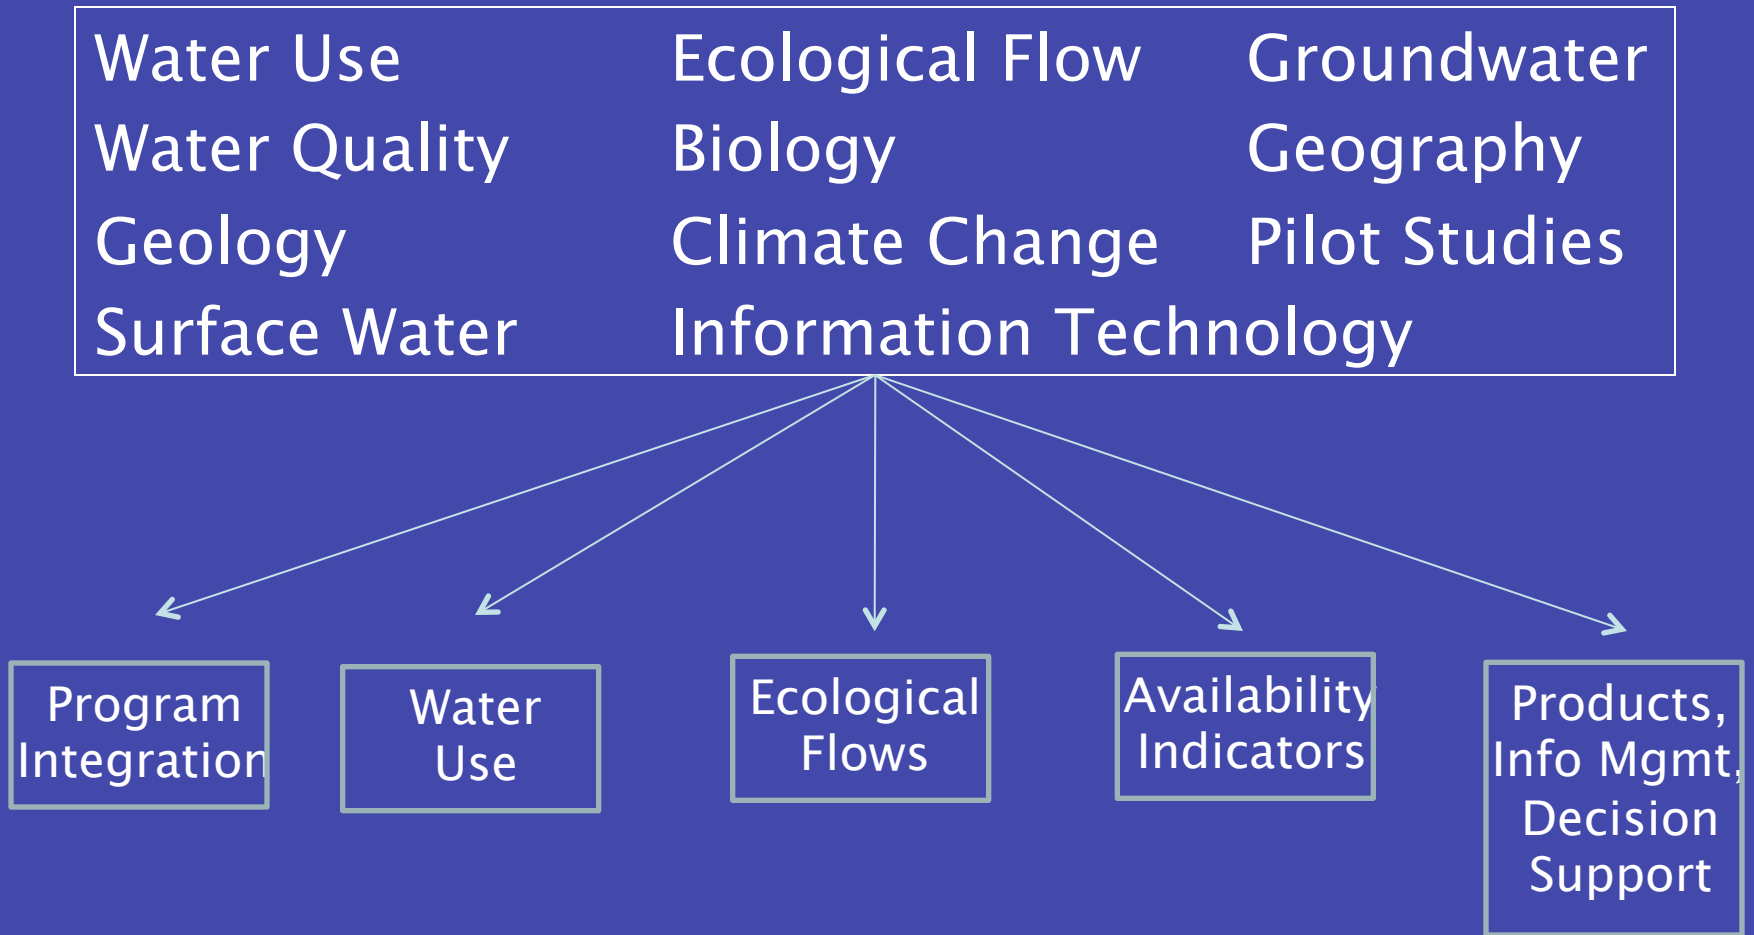 Water Use Ecological Flow Groundwater
Water Quality Biology Geography
Geology Climate Change Pilot Studies
Surface Water Information Technology
Program
Integration
Water
Use
Ecological
Flows
Availability
Indicators
Products,
Info Mgmt,
Decision
Support